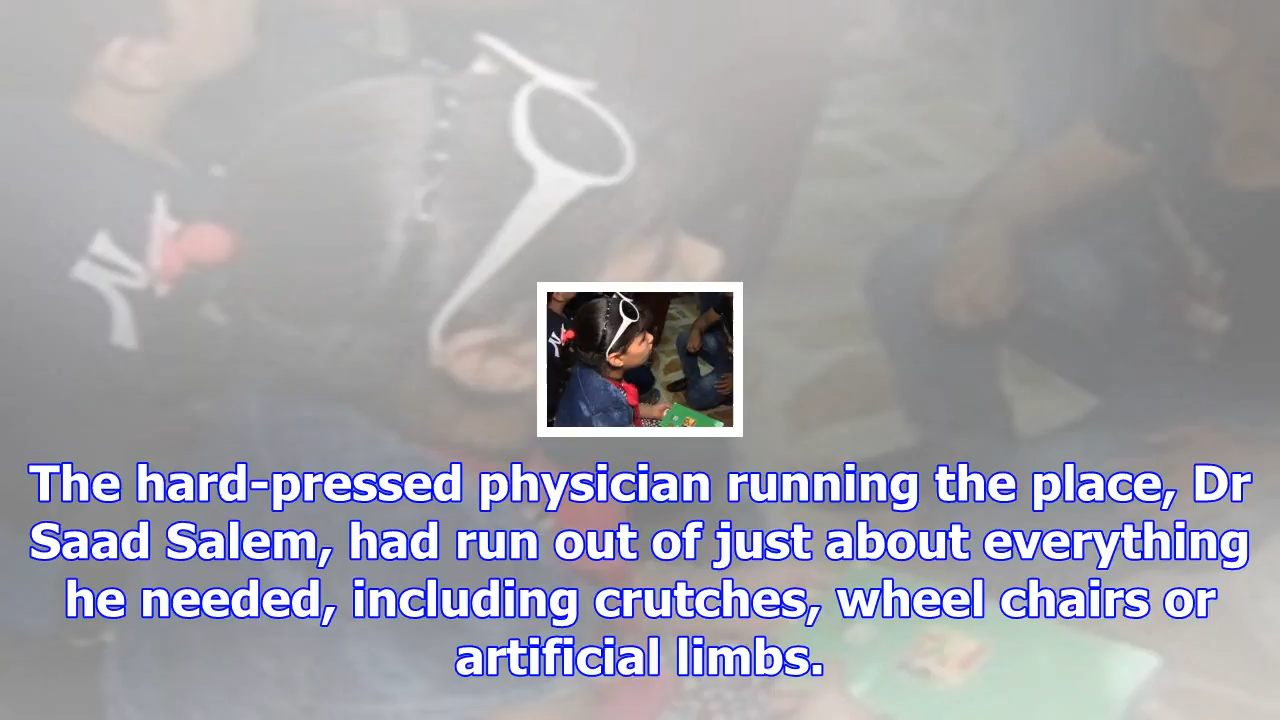 The hard-pressed physician running the place, Dr
Saad Salem, had run out of just about everything
he needed, including crutches, wheel chairs or
artificial limbs.